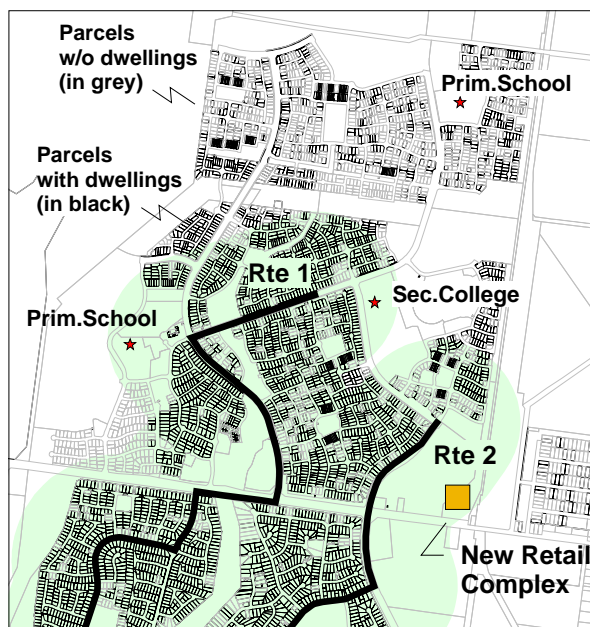 Parcels
w/o dwellings
(in grey)
Prim.School
Parcels
with dwellings
(in black)
Rte 1
Sec.College
Prim.School
Rte 2
New Retail
Complex